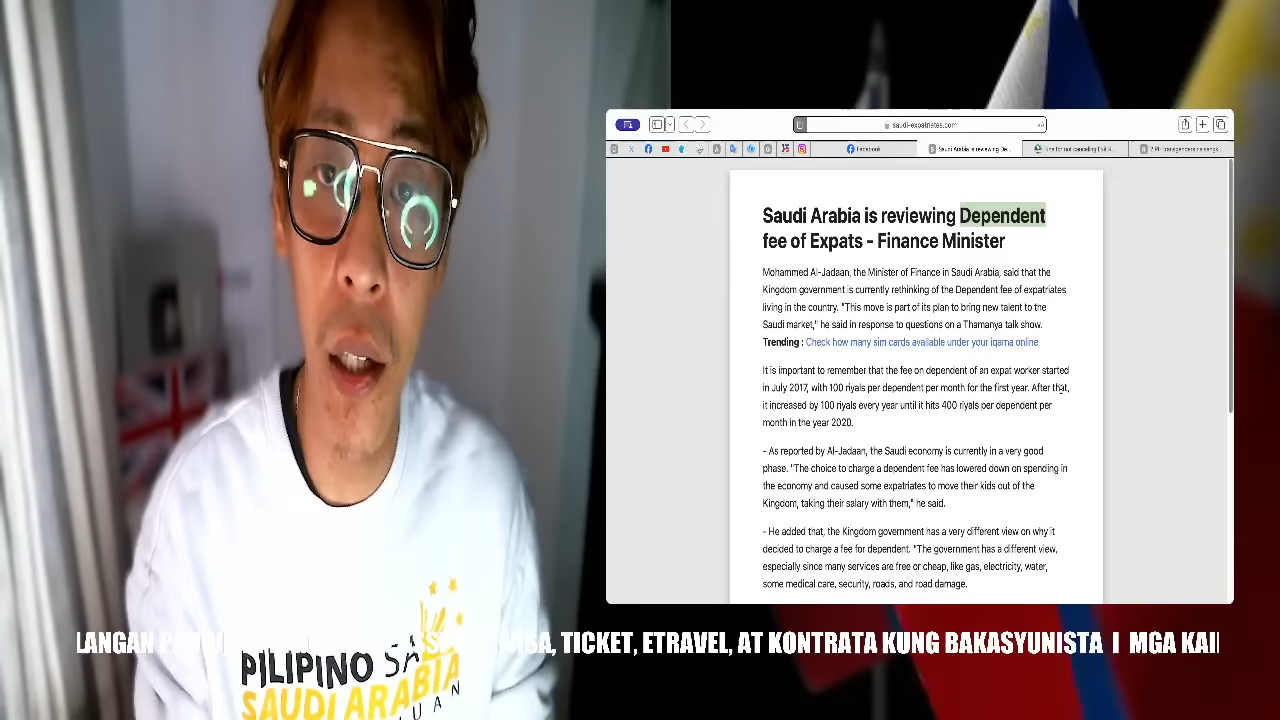 saudi-expatriates.com
Facebook
Saudi Arabia is reviewing De...
2 PH transgenders na sangk...
Saudi Arabia is reviewing Dependent
fee of Expats - Finance Minister
Mohammed Al-Jadaan, the Minister of Finance in Saudi Arabia, said that the
Kingdom government is currently rethinking of the Dependent fee of expatriates
living in the country. "This move is part of its plan to bring new talent to the
Saudi market," he said in response to questions on a Thamanya talk show.
Trending : Check how many sim cards available under your iqama online
It is important to remember that the fee on dependent of an expat worker started
in July 2017, with 100 riyals per dependent per month for the first year. After that,
it increased by 100 riyals every year until it hits 400 riyals per dependent per
month in the year 2020.
- As reported by Al-Jadaan, the Saudi economy is currently in a very good
phase. "The choice to charge a dependent fee has lowered down on spending in
the economy and caused some expatriates to move their kids out of the
Kingdom, taking their salary with them," he said.
- He added that, the Kingdom government has a very different view on why it
decided to charge a fee for dependent. "The government has a different view,
especially since many services are free or cheap, like gas, electricity, water,
some medical care, security, roads, and road damage.
LANGAN TICKET, ETRAVEL, AT KONTRATA KUNG BAKASYUNISTA I MGA KAI
PILIPINO SA
SAUDI ARABIA